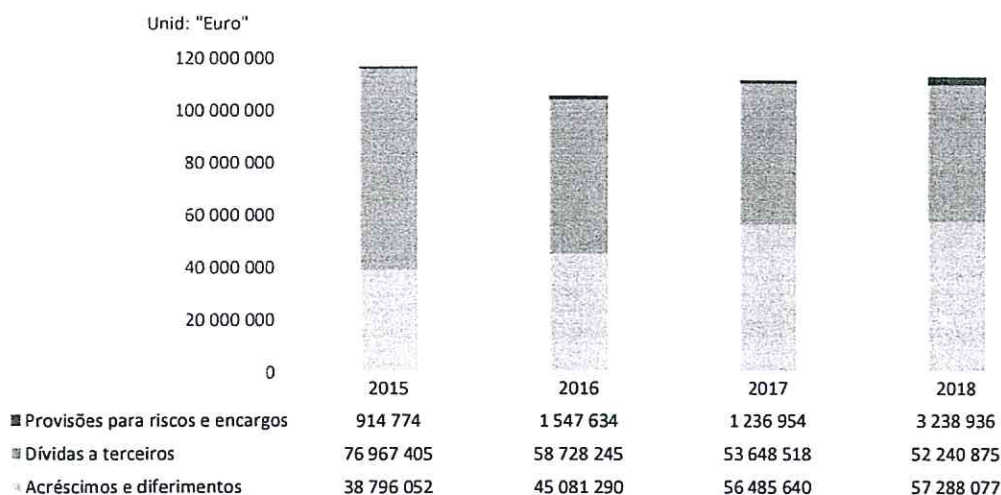 Unid: "Euro"
120 000 000
100 000 000
80 000 000
60 000 000
40 000 000
20 000 000
0
2015 2016 2017 2018
Provisões para riscos e encargos 914 774 1 547 634 1 236 954 3 238 936
Dívidas a terceiros 76 967 405 58 728 245 53 648 518 52 240 875
Acréscimos e diferimentos 38 796 052 45 081 290 56 485 640 57 288 077